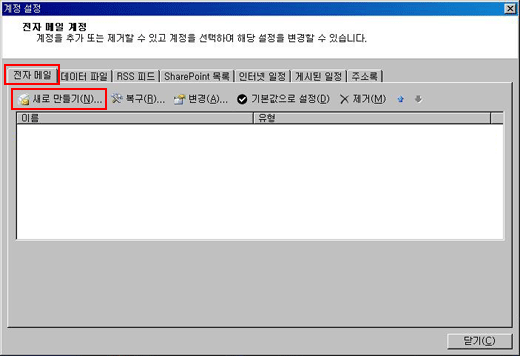 계정 설정
전자 메일 계정
계정을 추가 또는 제거할 수 있고 계정을 선택하여 해당 설정을 변경할 수 있습니다.
전자 메일 데이터 파일 RSS 피드 SharePoint 목록 인터넷 일정 게시된 일정 주소록
새로 만들기(N)... 복구(R)... 변경(A)... 기본값으로 설정(D) 제거(M)
이름 유형
닫기(C)